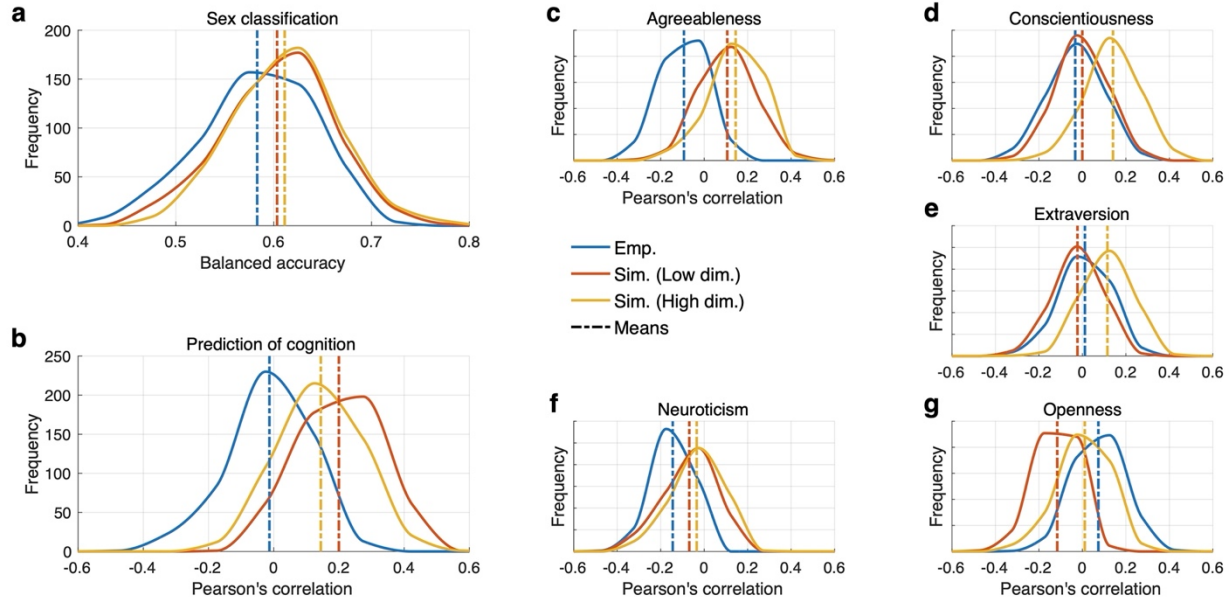 a
Sex classification
200
150
100
50
0
Frequency
0.4 0.5 0.6 0.7 0.8
Balanced accuracy
b
Prediction of cognition
250
200
150
100
50
0
Frequency
-0.6 -0.4 -0.2 0 0.2 0.4 0.6
Pearson's correlation
c
Agreeableness
Frequency
-0.6 -0.4 -0.2 0 0.2 0.4 0.6
Pearson's correlation
Emp.
Sim. (Low dim.)
Sim. (High dim.)
Means
d
Conscientiousness
Frequency
-0.6 -0.4 -0.2 0 0.2 0.4 0.6
e
Extraversion
Frequency
-0.6 -0.4 -0.2 0 0.2 0.4 0.6
f
Neuroticism
Frequency
-0.6 -0.4 -0.2 0 0.2 0.4 0.6
Pearson's correlation
g
Openness
Frequency
-0.6 -0.4 -0.2 0 0.2 0.4 0.6
Pearson's correlation